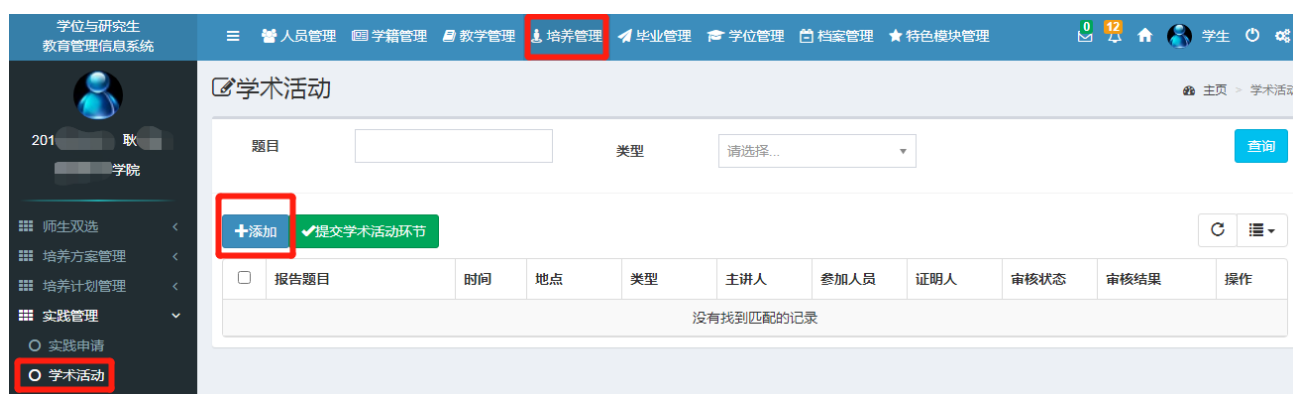 学位与研究生
教育管理信息系统
人员管理 学籍管理 教学管理 培养管理 毕业管理 学位管理 档案管理 特色模块管理 0 12 学生
学术活动
主页 > 学术活动
201 耿
学院
题目 类型 请选择... 查询
师生双选
培养方案管理
培养计划管理
实践管理
实践申请
学术活动
添加 提交学术活动环节
报告题目 时间 地点 类型 主讲人 参加人员 证明人 审核状态 审核结果 操作
没有找到匹配的记录